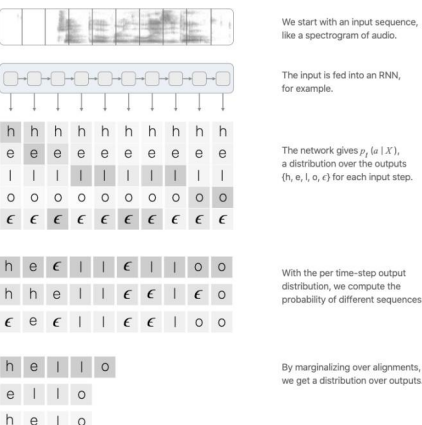 We start with an input sequence,
like a spectrogram of audio.
The input is fed into an RNN,
for example.
h h h h h h h h h h
e e e e e e e e e e
l l l l l l l l l l
o o o o o o o o o o
ϵ ϵ ϵ ϵ ϵ ϵ ϵ ϵ ϵ ϵ
The network gives pₜ (a | X),
a distribution over the outputs
{h, e, l, o, ϵ} for each input step.
h e ϵ l l ϵ l l o o
h h e l l ϵ ϵ l ϵ o
ϵ e ϵ l l ϵ ϵ l o o
With the per time-step output
distribution, we compute the
probability of different sequences
h e l l o
e l l o
h e l o
By marginalizing over alignments,
we get a distribution over outputs